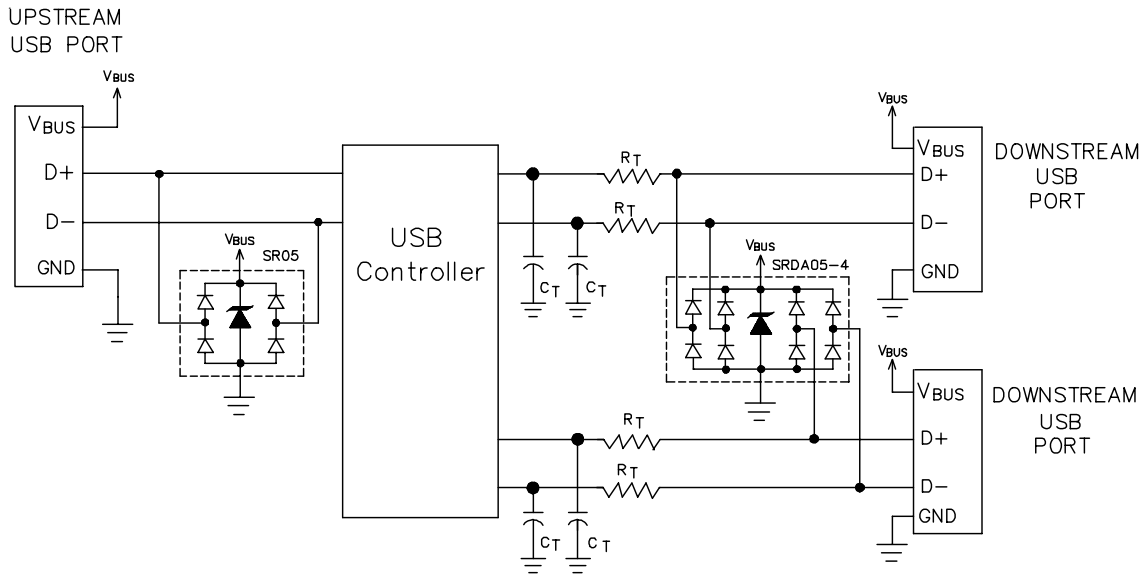 UPSTREAM
USB PORT
VBUS
VBUS
D+
D−
GND
VBUS
SR05
USB
Controller
RT
RT
CT
CT
VBUS
SRDA05-4
VBUS
VBUS
D+
D−
GND
DOWNSTREAM
USB
PORT
RT
RT
CT
CT
VBUS
VBUS
D+
D−
GND
DOWNSTREAM
USB
PORT